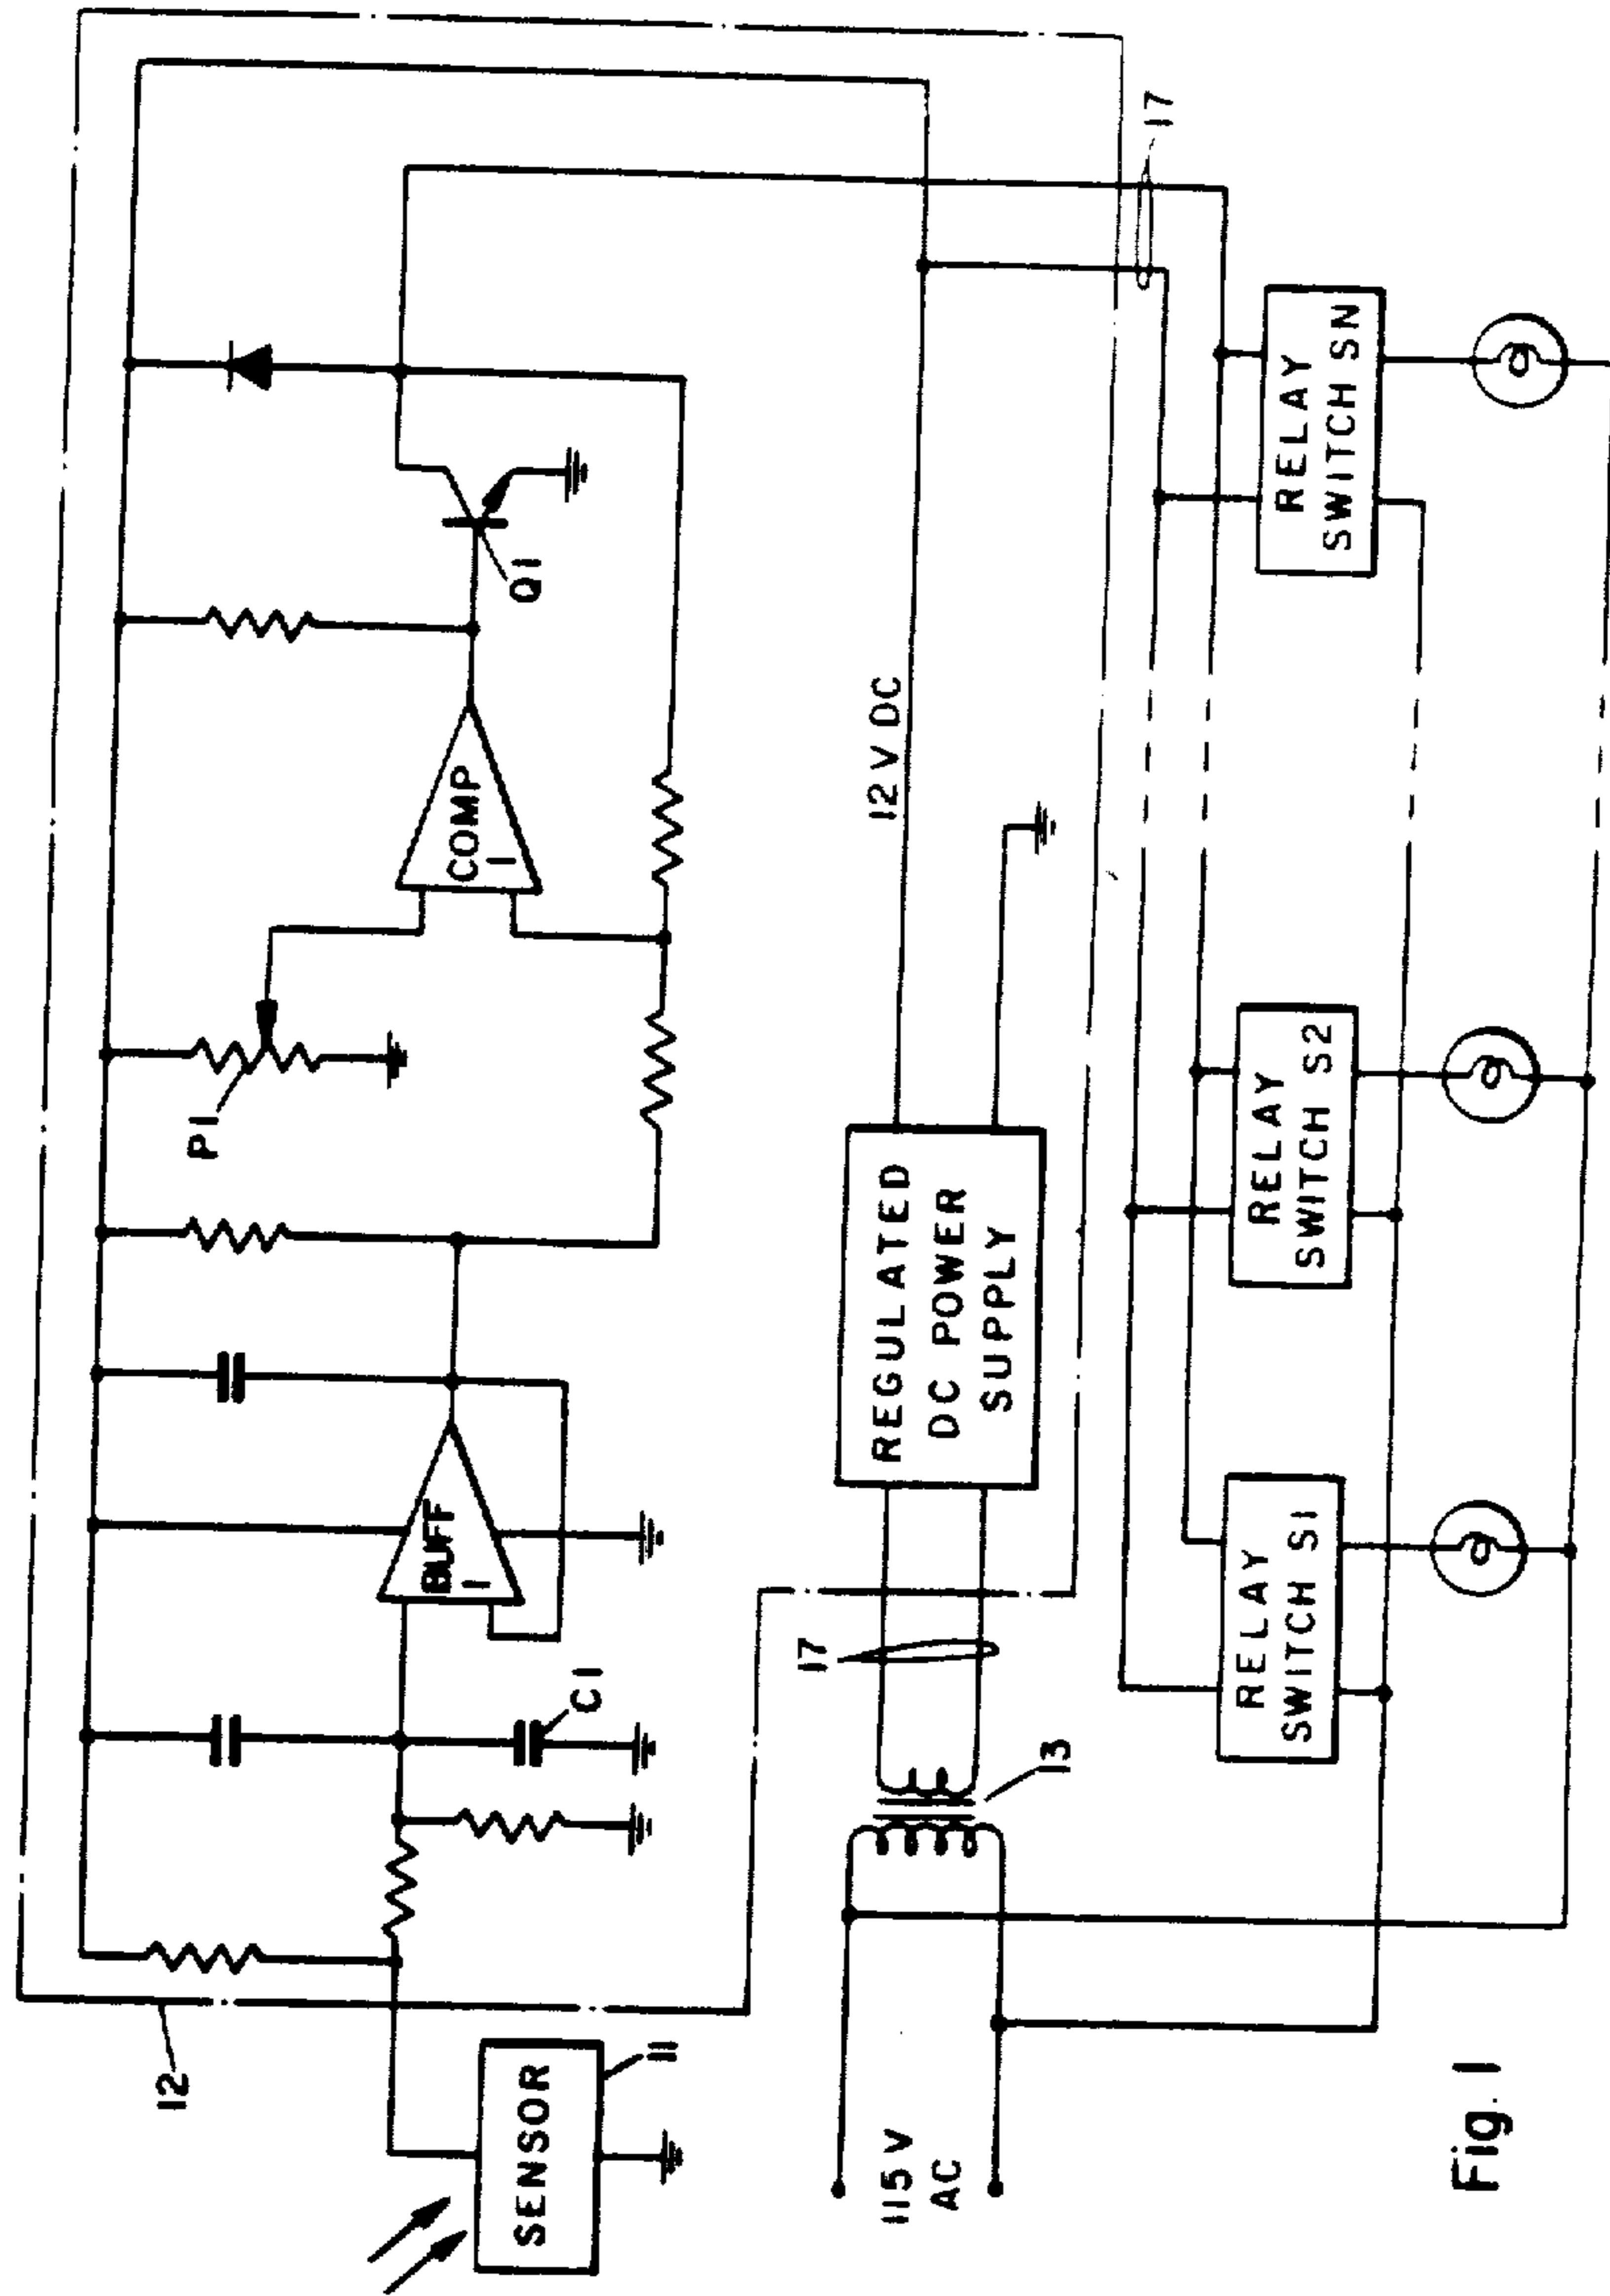 12
SENSOR
11
C1
BUFF
1
P1
COMP
1
Q1
115 V
AC
13
17
REGULATED
DC POWER
SUPPLY
12 V DC
17
RELAY
SWITCH S1
RELAY
SWITCH S2
RELAY
SWITCH SN
Fig. 1